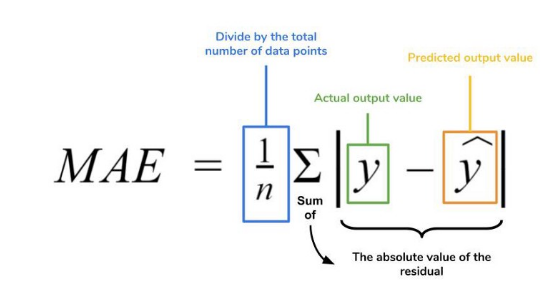 Divide by the total
number of data points
Predicted output value
Actual output value
MAE = 1/n Σ |y − ŷ|
Sum
of
The absolute value of the
residual